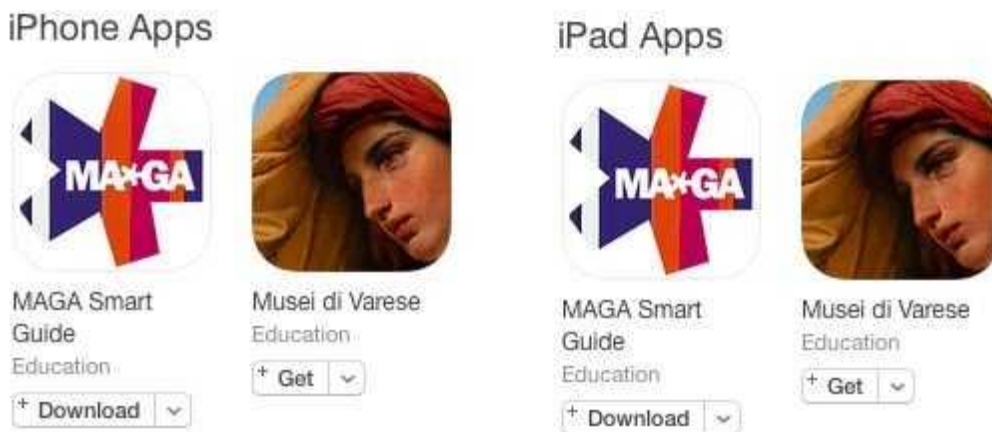 iPhone Apps
MA*GA
MAGA Smart
Guide
Education
+ Download
Musei di Varese
Education
+ Get
iPad Apps
MA*GA
MAGA Smart
Guide
Education
+ Download
Musei di Varese
Education
+ Get